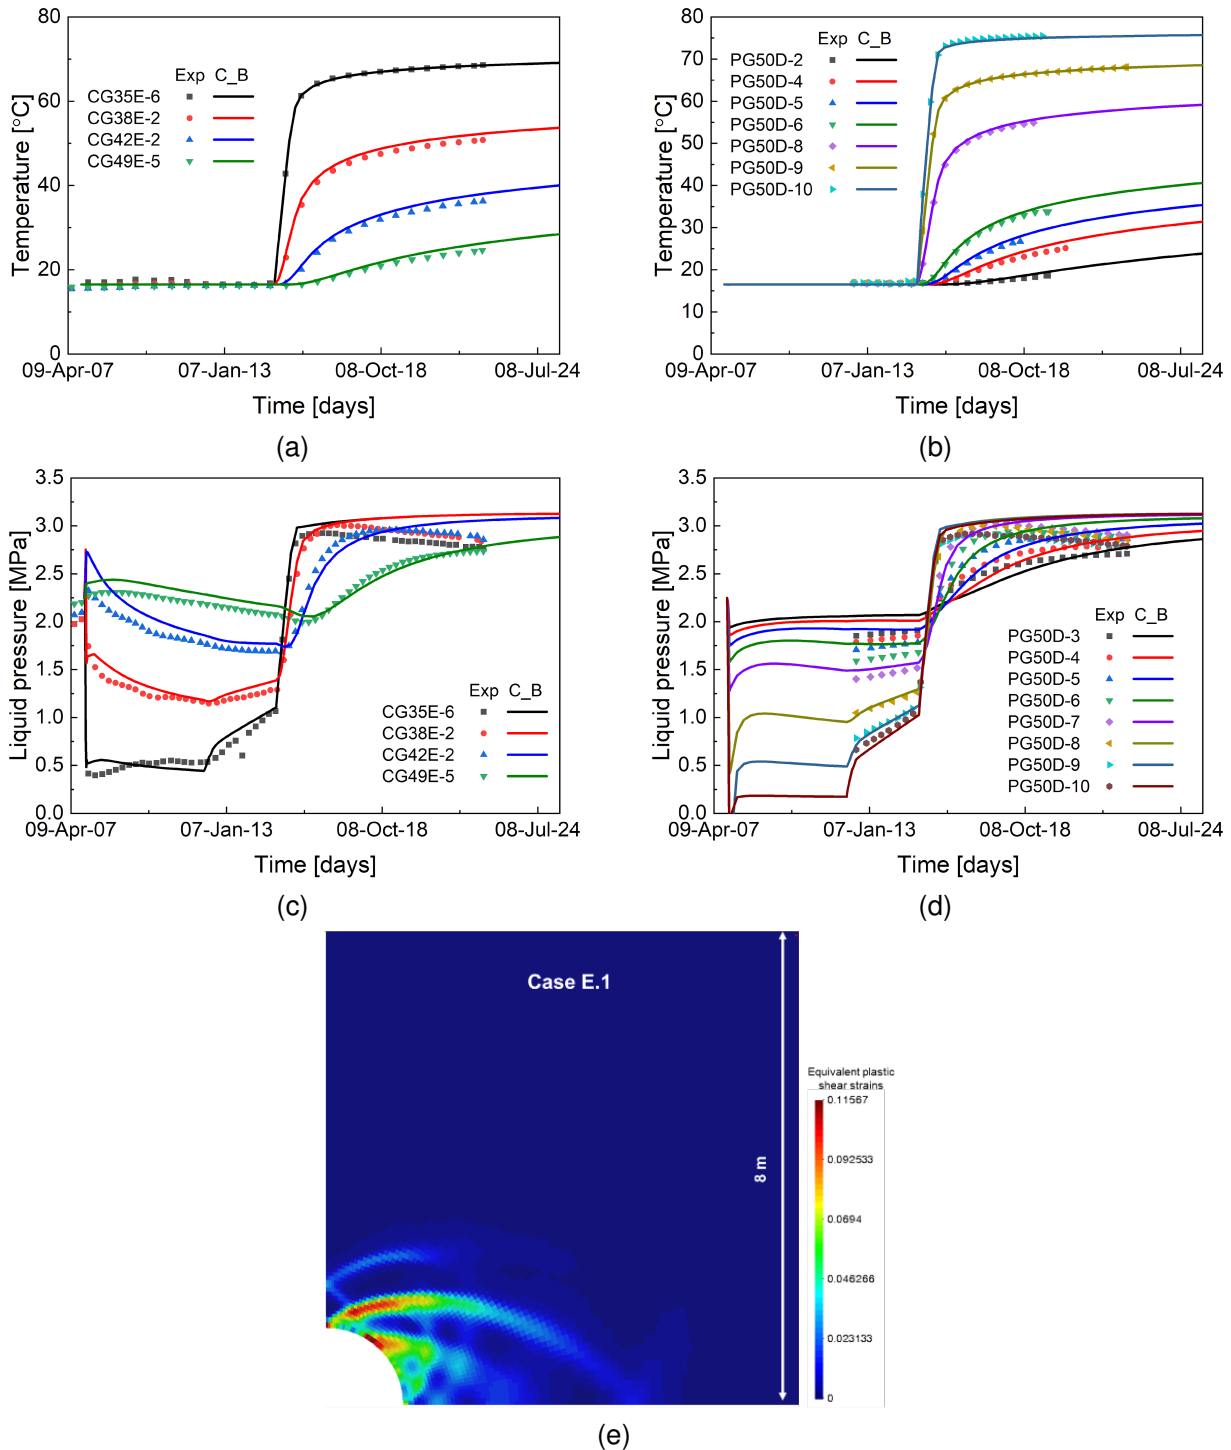 80
70
60
50
40
30
20
10
0
Temperature [°C]
Exp C_B
CG35E-6
CG38E-2
CG42E-2
CG49E-5
09-Apr-07 07-Jan-13 08-Oct-18 08-Jul-24
Time [days]
(a)
80
60
40
20
0
Temperature [°C]
Exp C_B
PG50D-2
PG50D-4
PG50D-5
PG50D-6
PG50D-8
PG50D-9
PG50D-10
09-Apr-07 07-Jan-13 08-Oct-18 08-Jul-24
Time [days]
(b)
3.5
3.0
2.5
2.0
1.5
1.0
0.5
0.0
Liquid pressure [MPa]
Exp C_B
CG35E-6
CG38E-2
CG42E-2
CG49E-5
09-Apr-07 07-Jan-13 08-Oct-18 08-Jul-24
Time [days]
(c)
3.5
3.0
2.5
2.0
1.5
1.0
0.5
0.0
Liquid pressure [MPa]
Exp C_B
PG50D-3
PG50D-4
PG50D-5
PG50D-6
PG50D-7
PG50D-8
PG50D-9
PG50D-10
09-Apr-07 07-Jan-13 08-Oct-18 08-Jul-24
Time [days]
(d)
Case E.1
8 m
Equivalent plastic
shear strains
0.11567
0.092533
0.0694
0.046266
0.023133
0
(e)